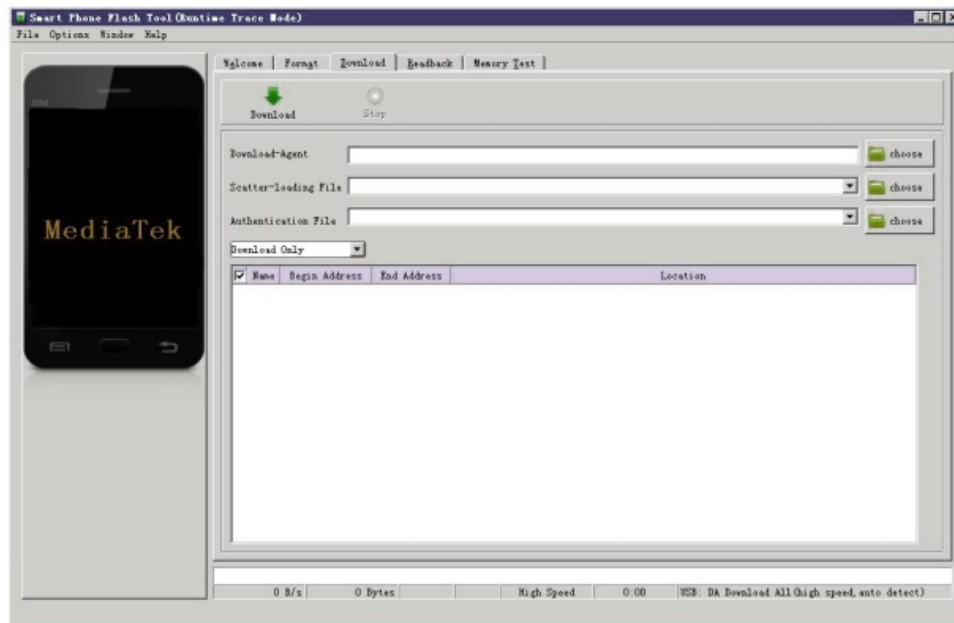 Smart Phone Flash Tool(Runtime Trace Mode)
File Options Window Help
Welcome Format Download Readback Memory Test
Download Stop
Download-Agent choose
Scatter-loading File choose
Authentication File choose
MediaTek
Download Only
Name Begin Address End Address Location
0 B/s 0 Bytes High Speed 0:00 USB: DA Download All(high speed,auto detect)